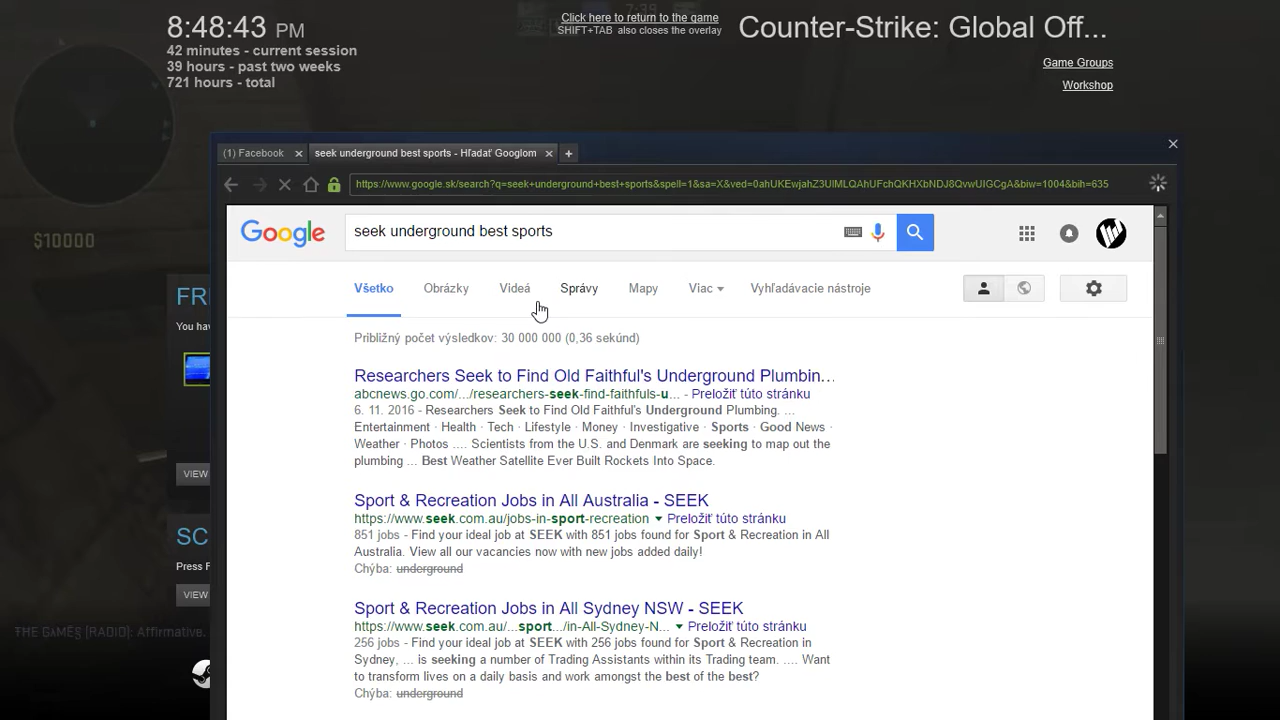 8:48:43 PM
42 minutes - current session
39 hours - past two weeks
721 hours - total
7:39
Click here to return to the game
SHIFT+TAB also closes the overlay
Counter-Strike: Global Off...
Game Groups
Workshop
(1) Facebook
seek underground best sports - Hľadať Googlom
https://www.google.sk/search?q=seek+underground+best+sports&spell=1&sa=X&ved=0ahUKEwjahZ3UlMLQAhUFchQKHXbNDJ8QvwUIGCgA&biw=1004&bih=635
$10000
Google
seek underground best sports
Všetko
Obrázky
Videá
Správy
Mapy
Viac
Vyhľadávacie nástroje
Približný počet výsledkov: 30 000 000 (0,36 sekúnd)
Researchers Seek to Find Old Faithful's Underground Plumbin...
abcnews.go.com/.../researchers-seek-find-faithfuls-u... - Preložiť túto stránku
6. 11. 2016 - Researchers Seek to Find Old Faithful's Underground Plumbing. ...
Entertainment · Health · Tech · Lifestyle · Money · Investigative · Sports · Good News ·
Weather · Photos .... Scientists from the U.S. and Denmark are seeking to map out the
plumbing ... Best Weather Satellite Ever Built Rockets Into Space.
Sport & Recreation Jobs in All Australia - SEEK
https://www.seek.com.au/jobs-in-sport-recreation Preložiť túto stránku
851 jobs - Find your ideal job at SEEK with 851 jobs found for Sport & Recreation in All
Australia. View all our vacancies now with new jobs added daily!
Chýba: underground
Sport & Recreation Jobs in All Sydney NSW - SEEK
https://www.seek.com.au/...sport.../in-All-Sydney-N... Preložiť túto stránku
256 jobs - Find your ideal job at SEEK with 256 jobs found for Sport & Recreation in
Sydney, ... is seeking a number of Trading Assistants within its Trading team. .... Want
to transform lives on a daily basis and work amongst the best of the best?
Chýba: underground
FRI
You hav
VIEW
SC
Press F
VIEW
THE GAMES (RADIO): Affirmative.